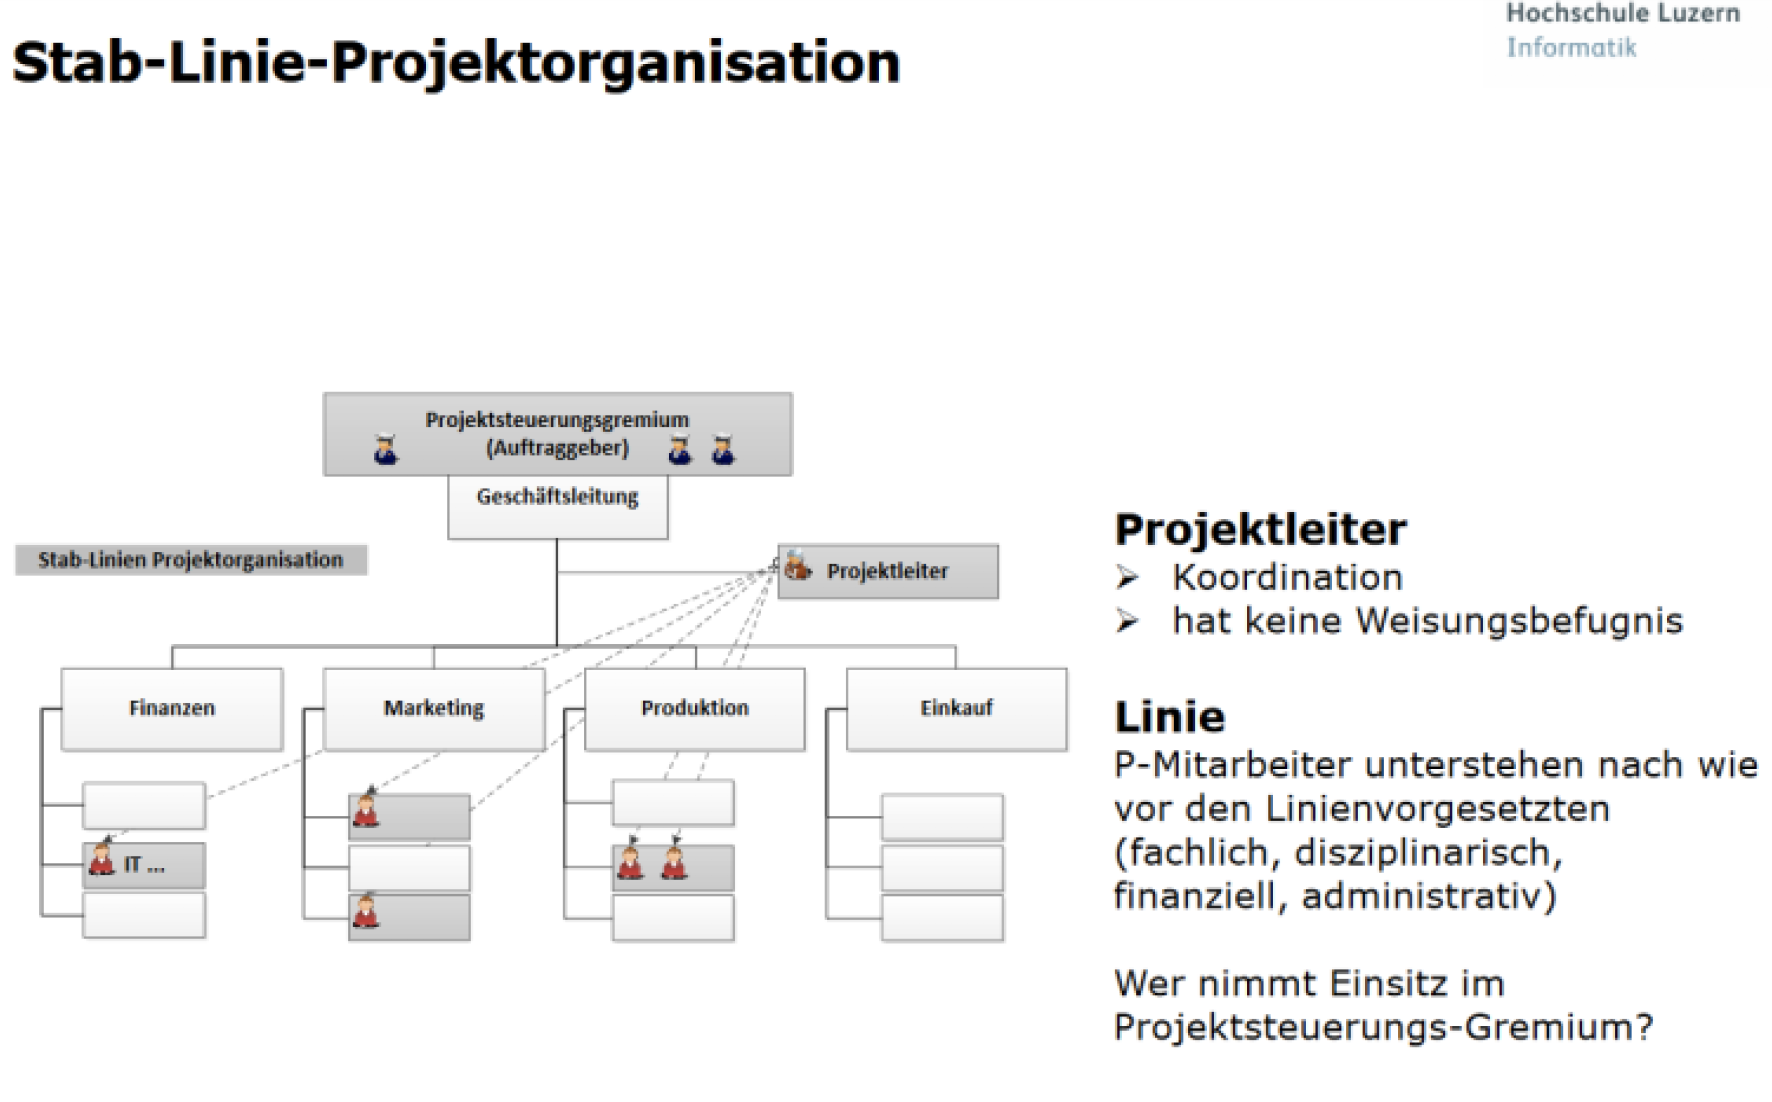 Hochschule Luzern
Informatik
Stab-Linie-Projektorganisation
Projektsteuerungsgremium
(Auftraggeber)
Geschäftsleitung
Stab-Linien Projektorganisation
Projektleiter
Finanzen
Marketing
Produktion
Einkauf
IT ...
Projektleiter
➢ Koordination
➢ hat keine Weisungsbefugnis
Linie
P-Mitarbeiter unterstehen nach wie
vor den Linienvorgesetzten
(fachlich, disziplinarisch,
finanziell, administrativ)
Wer nimmt Einsitz im
Projektsteuerungs-Gremium?